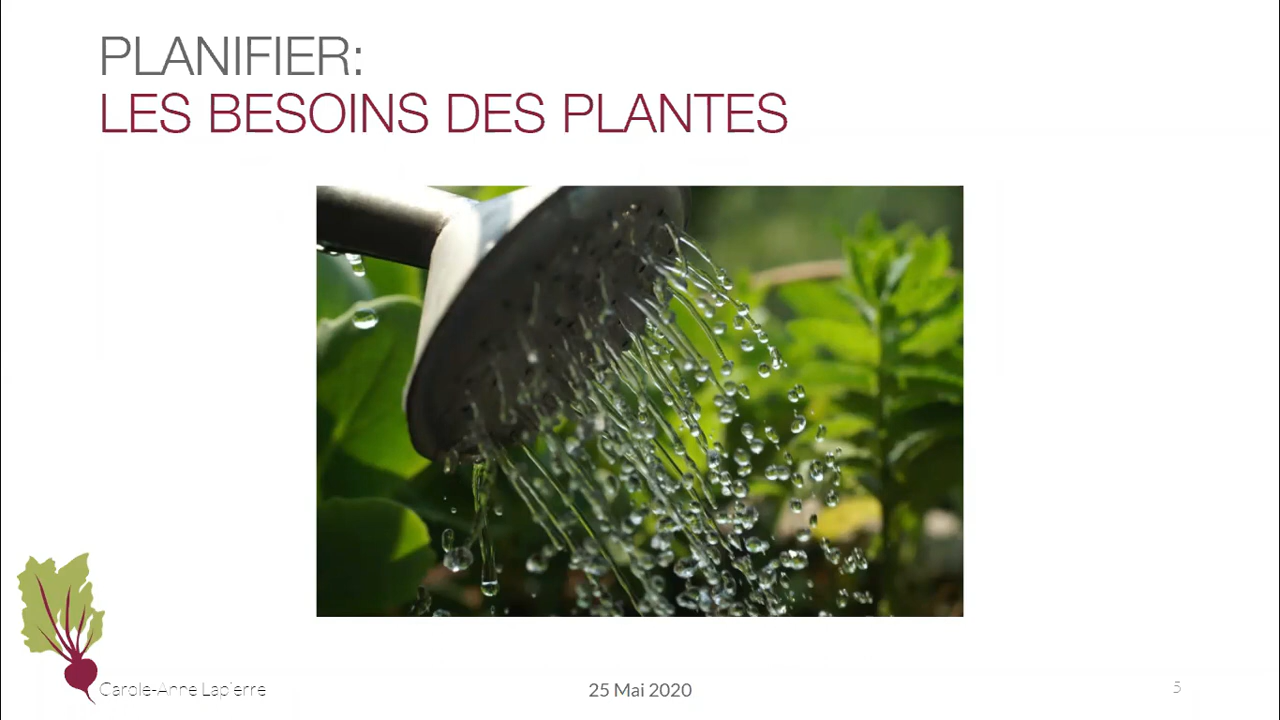 PLANIFIER:
LES BESOINS DES PLANTES
Carole-Anne Lapierre
25 Mai 2020
5